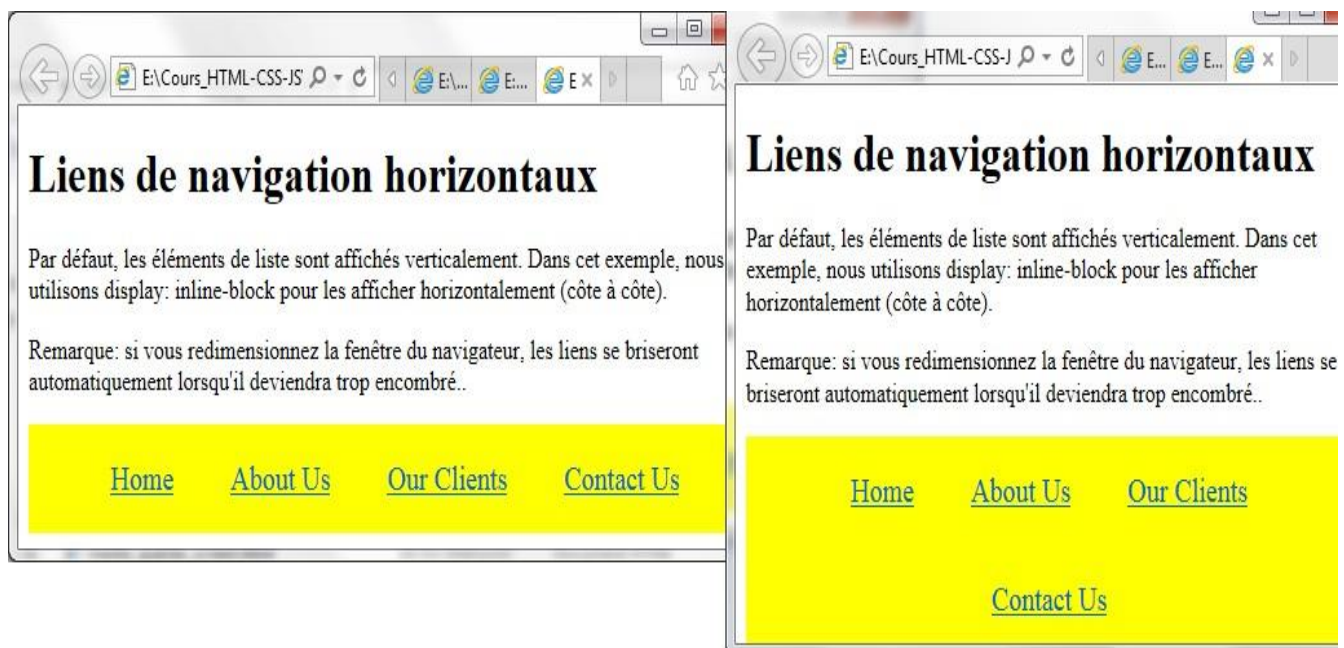 E:\Cours_HTML-CSS-JS'
E:\...
E:...
E
Liens de navigation horizontaux
Par défaut, les éléments de liste sont affichés verticalement. Dans cet exemple, nous
utilisons display: inline-block pour les afficher horizontalement (côte à côte).
Remarque: si vous redimensionnez la fenêtre du navigateur, les liens se briseront
automatiquement lorsqu'il deviendra trop encombré..
Home About Us Our Clients Contact Us
E:\Cours_HTML-CSS-J
E...
E...
Liens de navigation horizontaux
Par défaut, les éléments de liste sont affichés verticalement. Dans cet
exemple, nous utilisons display: inline-block pour les afficher
horizontalement (côte à côte).
Remarque: si vous redimensionnez la fenêtre du navigateur, les liens se
briseront automatiquement lorsqu'il deviendra trop encombré..
Home About Us Our Clients
Contact Us